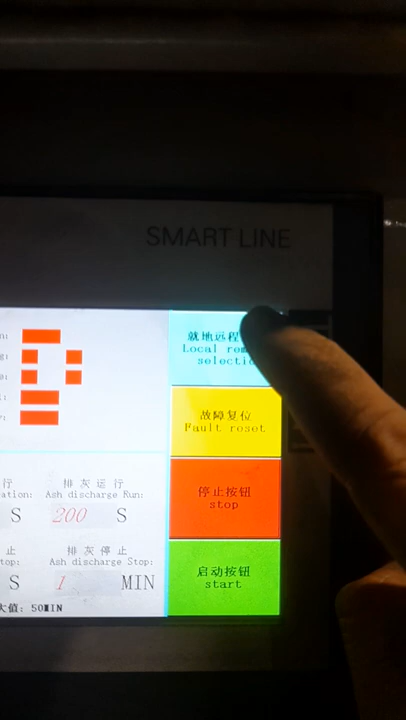 SMART LINE
就地远程
Local
selectio
故障复位
Fault reset
停止按钮
stop
启动按钮
start
行
排灰运行
ation:
Ash discharge Run:
S
200
S
止
排灰停止
top:
Ash discharge Stop:
S
1
MIN
大值: 50MIN